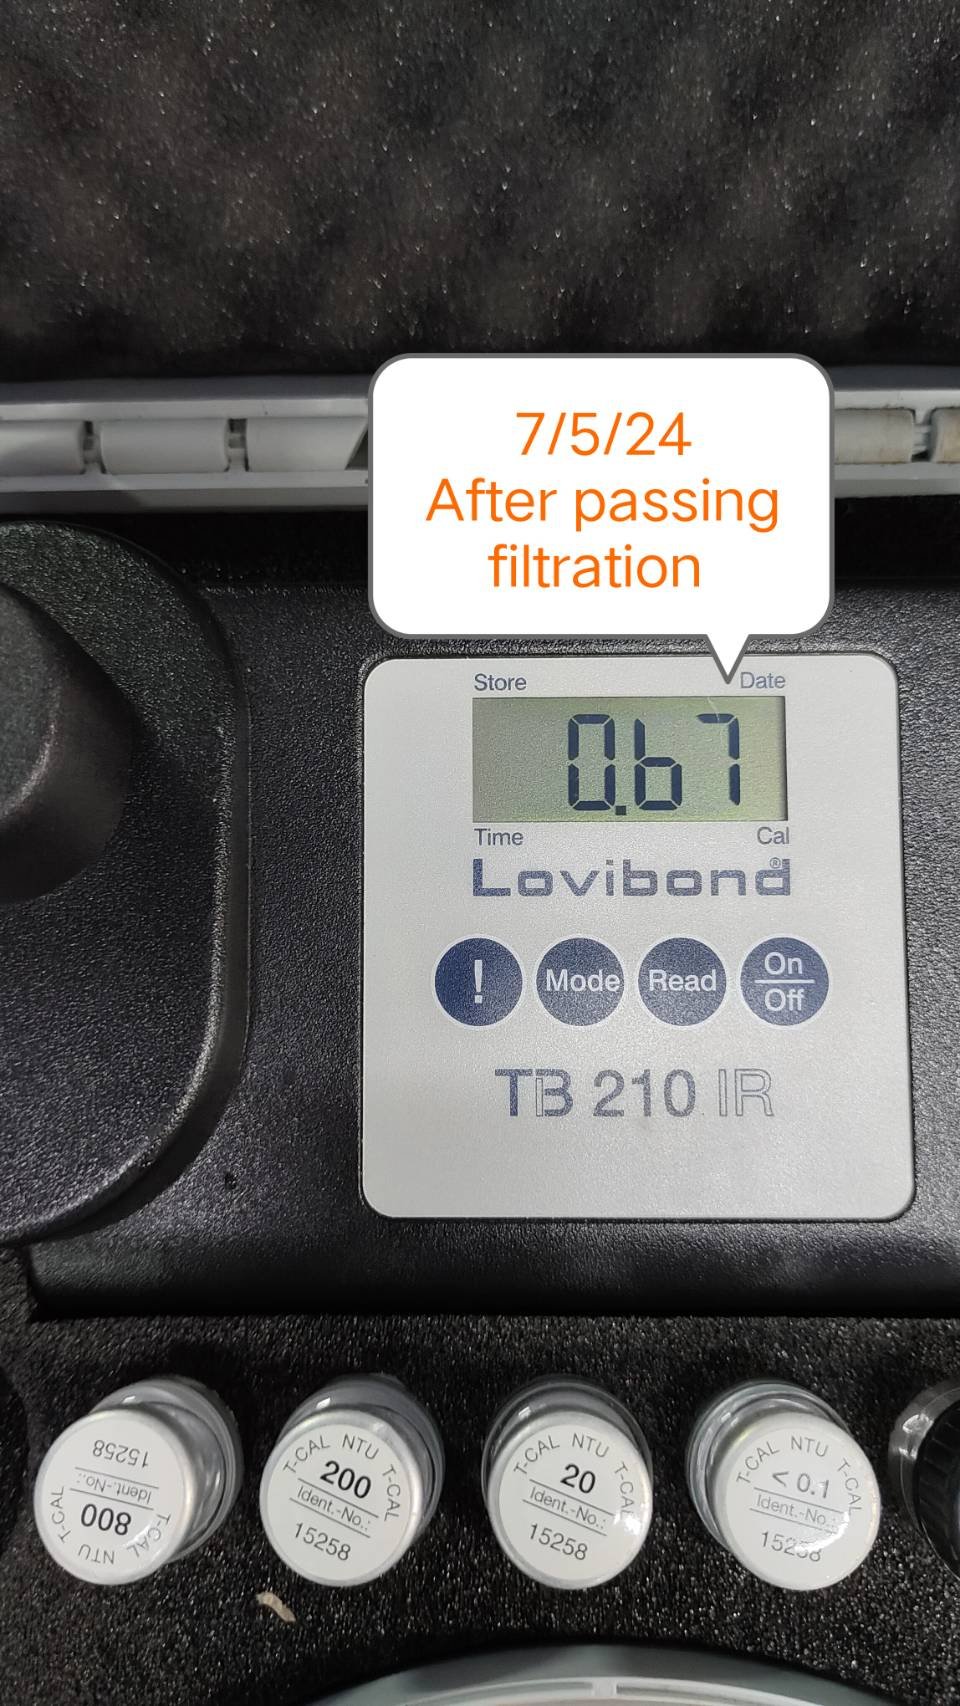 7/5/24
After passing
filtration
Store
Date
0.67
Time
Cal
Lovibond®
!
Mode
Read
On
Off
TB 210 IR
T-CAL NTU T-CAL
800
Ident.-No.:
15258
T-CAL NTU T-CAL
200
Ident.-No.:
15258
T-CAL NTU T-CAL
20
Ident.-No.:
15258
T-CAL NTU T-CAL
< 0.1
Ident.-No.:
15258